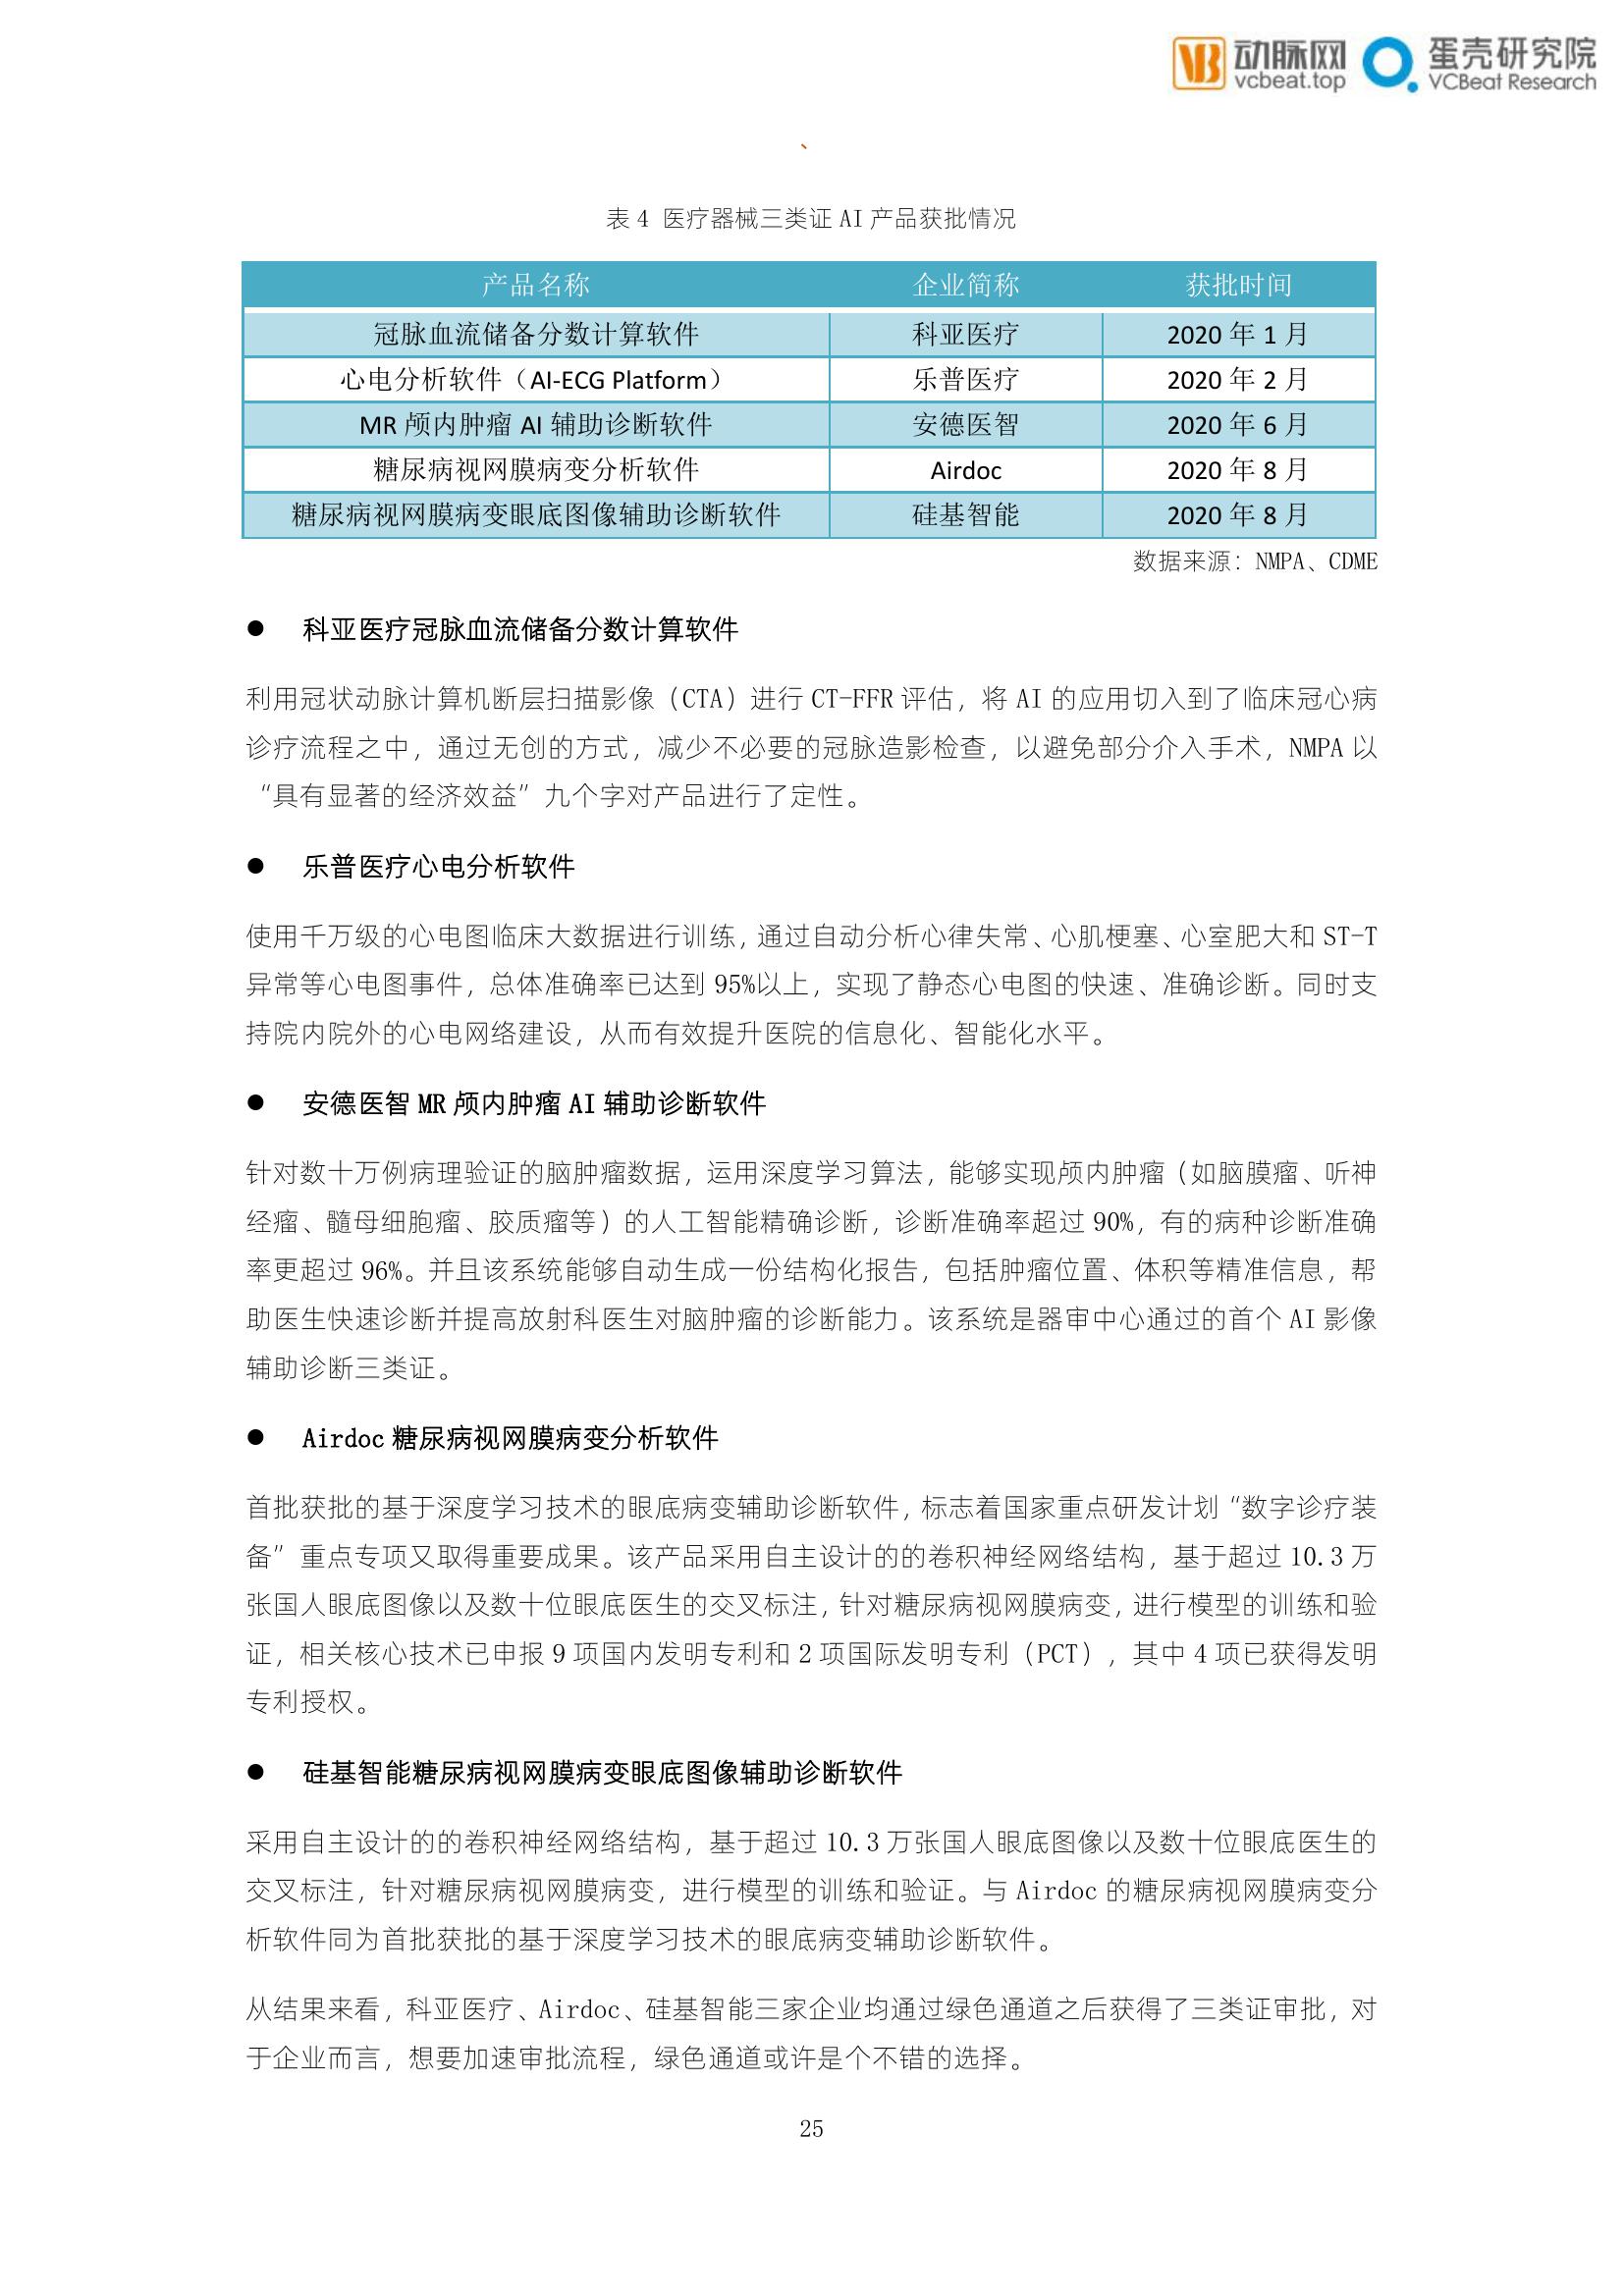 动脉网
vcbeat.top
蛋壳研究院
VCBeat Research
、
表 4 医疗器械三类证 AI 产品获批情况
产品名称 企业简称 获批时间
冠脉血流储备分数计算软件 科亚医疗 2020 年 1 月
心电分析软件（AI-ECG Platform） 乐普医疗 2020 年 2 月
MR 颅内肿瘤 AI 辅助诊断软件 安德医智 2020 年 6 月
糖尿病视网膜病变分析软件 Airdoc 2020 年 8 月
糖尿病视网膜病变眼底图像辅助诊断软件 硅基智能 2020 年 8 月
数据来源：NMPA、CDME
● 科亚医疗冠脉血流储备分数计算软件
利用冠状动脉计算机断层扫描影像（CTA）进行 CT-FFR 评估，将 AI 的应用切入到了临床冠心病
诊疗流程之中，通过无创的方式，减少不必要的冠脉造影检查，以避免部分介入手术，NMPA 以
“具有显著的经济效益”九个字对产品进行了定性。
● 乐普医疗心电分析软件
使用千万级的心电图临床大数据进行训练，通过自动分析心律失常、心肌梗塞、心室肥大和 ST-T
异常等心电图事件，总体准确率已达到 95%以上，实现了静态心电图的快速、准确诊断。同时支
持院内院外的心电网络建设，从而有效提升医院的信息化、智能化水平。
● 安德医智 MR 颅内肿瘤 AI 辅助诊断软件
针对数十万例病理验证的脑肿瘤数据，运用深度学习算法，能够实现颅内肿瘤（如脑膜瘤、听神
经瘤、髓母细胞瘤、胶质瘤等）的人工智能精确诊断，诊断准确率超过 90%，有的病种诊断准确
率更超过 96%。并且该系统能够自动生成一份结构化报告，包括肿瘤位置、体积等精准信息，帮
助医生快速诊断并提高放射科医生对脑肿瘤的诊断能力。该系统是器审中心通过的首个 AI 影像
辅助诊断三类证。
● Airdoc 糖尿病视网膜病变分析软件
首批获批的基于深度学习技术的眼底病变辅助诊断软件，标志着国家重点研发计划“数字诊疗装
备”重点专项又取得重要成果。该产品采用自主设计的的卷积神经网络结构，基于超过 10.3 万
张国人眼底图像以及数十位眼底医生的交叉标注，针对糖尿病视网膜病变，进行模型的训练和验
证，相关核心技术已申报 9 项国内发明专利和 2 项国际发明专利（PCT），其中 4 项已获得发明
专利授权。
● 硅基智能糖尿病视网膜病变眼底图像辅助诊断软件
采用自主设计的的卷积神经网络结构，基于超过 10.3 万张国人眼底图像以及数十位眼底医生的
交叉标注，针对糖尿病视网膜病变，进行模型的训练和验证。与 Airdoc 的糖尿病视网膜病变分
析软件同为首批获批的基于深度学习技术的眼底病变辅助诊断软件。
从结果来看，科亚医疗、Airdoc、硅基智能三家企业均通过绿色通道之后获得了三类证审批，对
于企业而言，想要加速审批流程，绿色通道或许是个不错的选择。
25